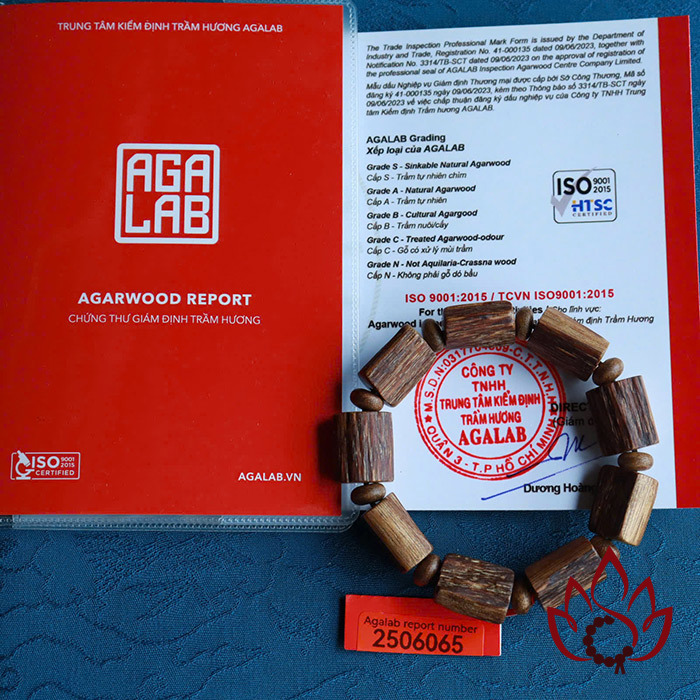 TRUNG TÂM KIỂM ĐỊNH TRẦM HƯƠNG AGALAB
AGA
LAB
AGARWOOD REPORT
CHỨNG THƯ GIÁM ĐỊNH TRẦM HƯƠNG
ISO 9001
2015
CERTIFIED
AGALAB.VN
The Trade Inspection Professional Mark Form is issued by the Department of
Industry and Trade, Registration No. 41-000135 dated 09/06/2023, together with
Notification No. 3314/TB-SCT dated 09/06/2023 on the approval of registration of
the professional seal of AGALAB Inspection Agarwood Centre Company Limited.
Mẫu dấu Nghiệp vụ Giám định Thương mại được cấp bởi Sở Công Thương, Mã số
đăng ký 41-000135 ngày 09/06/2023, kèm theo Thông báo số 3314/TB-SCT ngày
09/06/2023 về việc chấp thuận đăng ký dấu nghiệp vụ của Công ty TNHH Trung
tâm Kiểm định Trầm hương AGALAB.
AGALAB Grading
Xếp loại của AGALAB
Grade S - Sinkable Natural Agarwood
Cấp S - Trầm tự nhiên chìm
Grade A - Natural Agarwood
Cấp A - Trầm tự nhiên
Grade B - Cultural Agargood
Cấp B - Trầm nuôi/cấy
Grade C - Treated Agarwood-odour
Cấp C - Gỗ có xử lý mùi trầm
Grade N - Not Aquilaria-Crassna wood
Cấp N - Không phải gỗ dó bầu
ISO 9001
2015
HTSC
CERTIFIED
ISO 9001:2015 / TCVN ISO9001:2015
For th
Cho lĩnh vực:
Agarwood
định Trầm Hương
CÔNG TY
TNHH
TRUNG TÂM KIỂM ĐỊNH
TRẦM HƯƠNG
AGALAB
QUẬN 3 - T.P HỒ CHÍ MINH
DIREC
(Giám
Dương Hoàng
Agalab report number
2506065